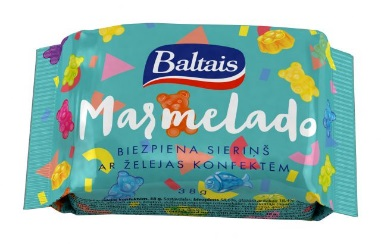 Baltais
Marmelado
BIEZPIENA SIERIŅŠ
AR ŽELEJAS KONFEKTĒM
38 g